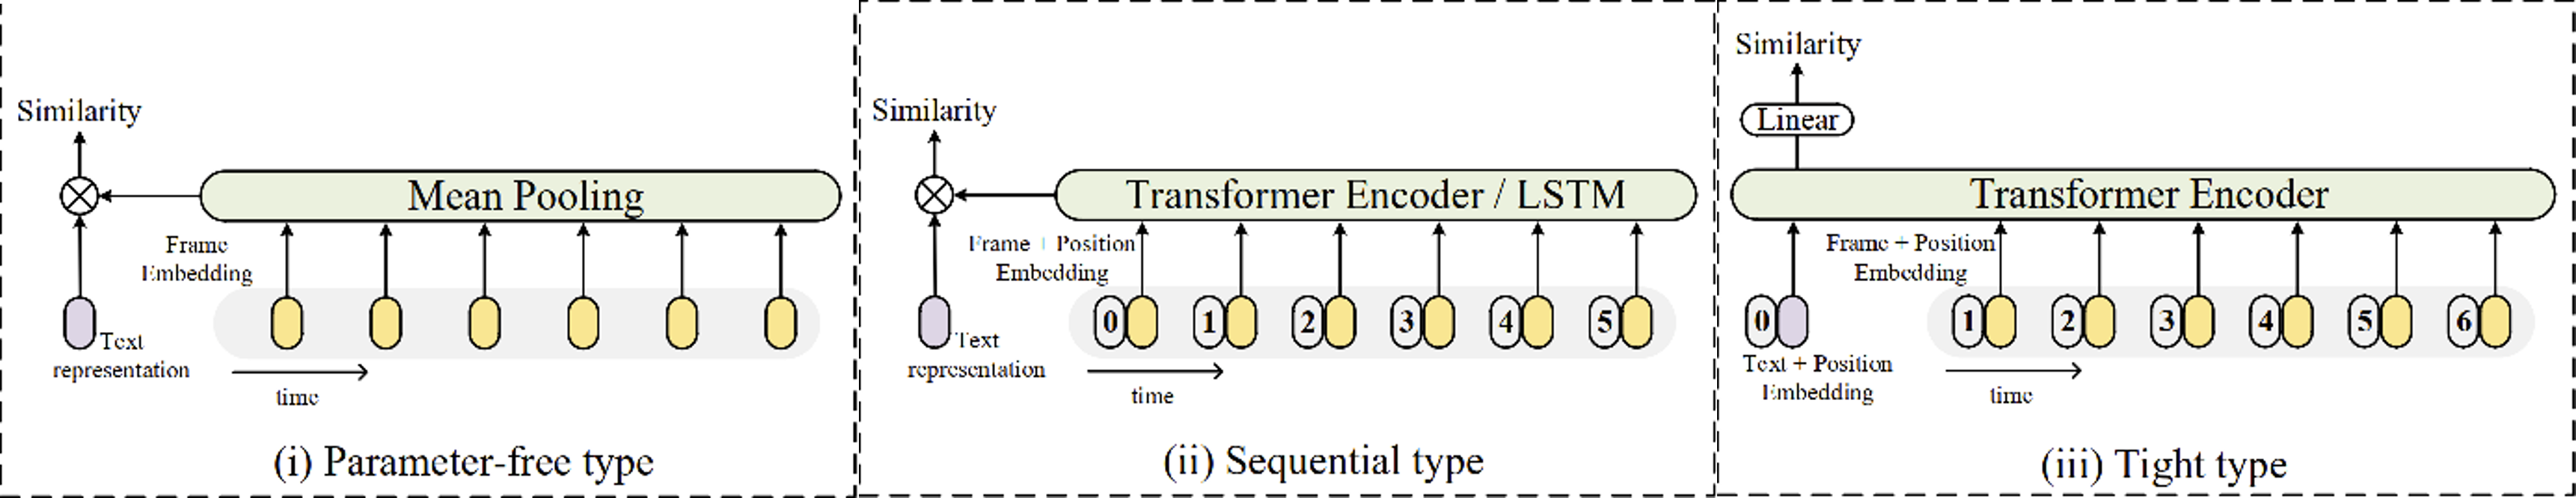 Similarity
Mean Pooling
Frame
Embedding
Text
representation
time
(i) Parameter-free type
Similarity
Transformer Encoder / LSTM
Frame + Position
Embedding
0 1 2 3 4 5
Text
representation
time
(ii) Sequential type
Similarity
Linear
Transformer Encoder
Frame + Position
Embedding
0 1 2 3 4 5 6
Text + Position
Embedding
time
(iii) Tight type